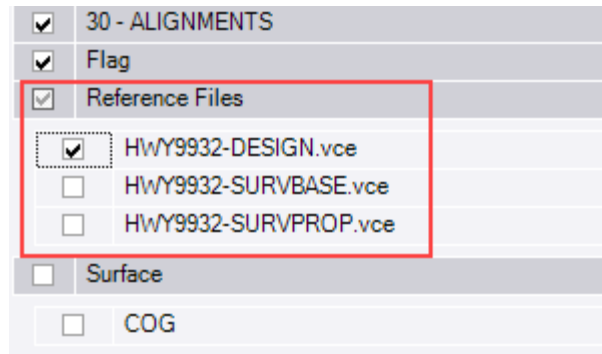 30 - ALIGNMENTS
Flag
Reference Files
HWY9932-DESIGN.vce
HWY9932-SURVBASE.vce
HWY9932-SURVPROP.vce
Surface
COG